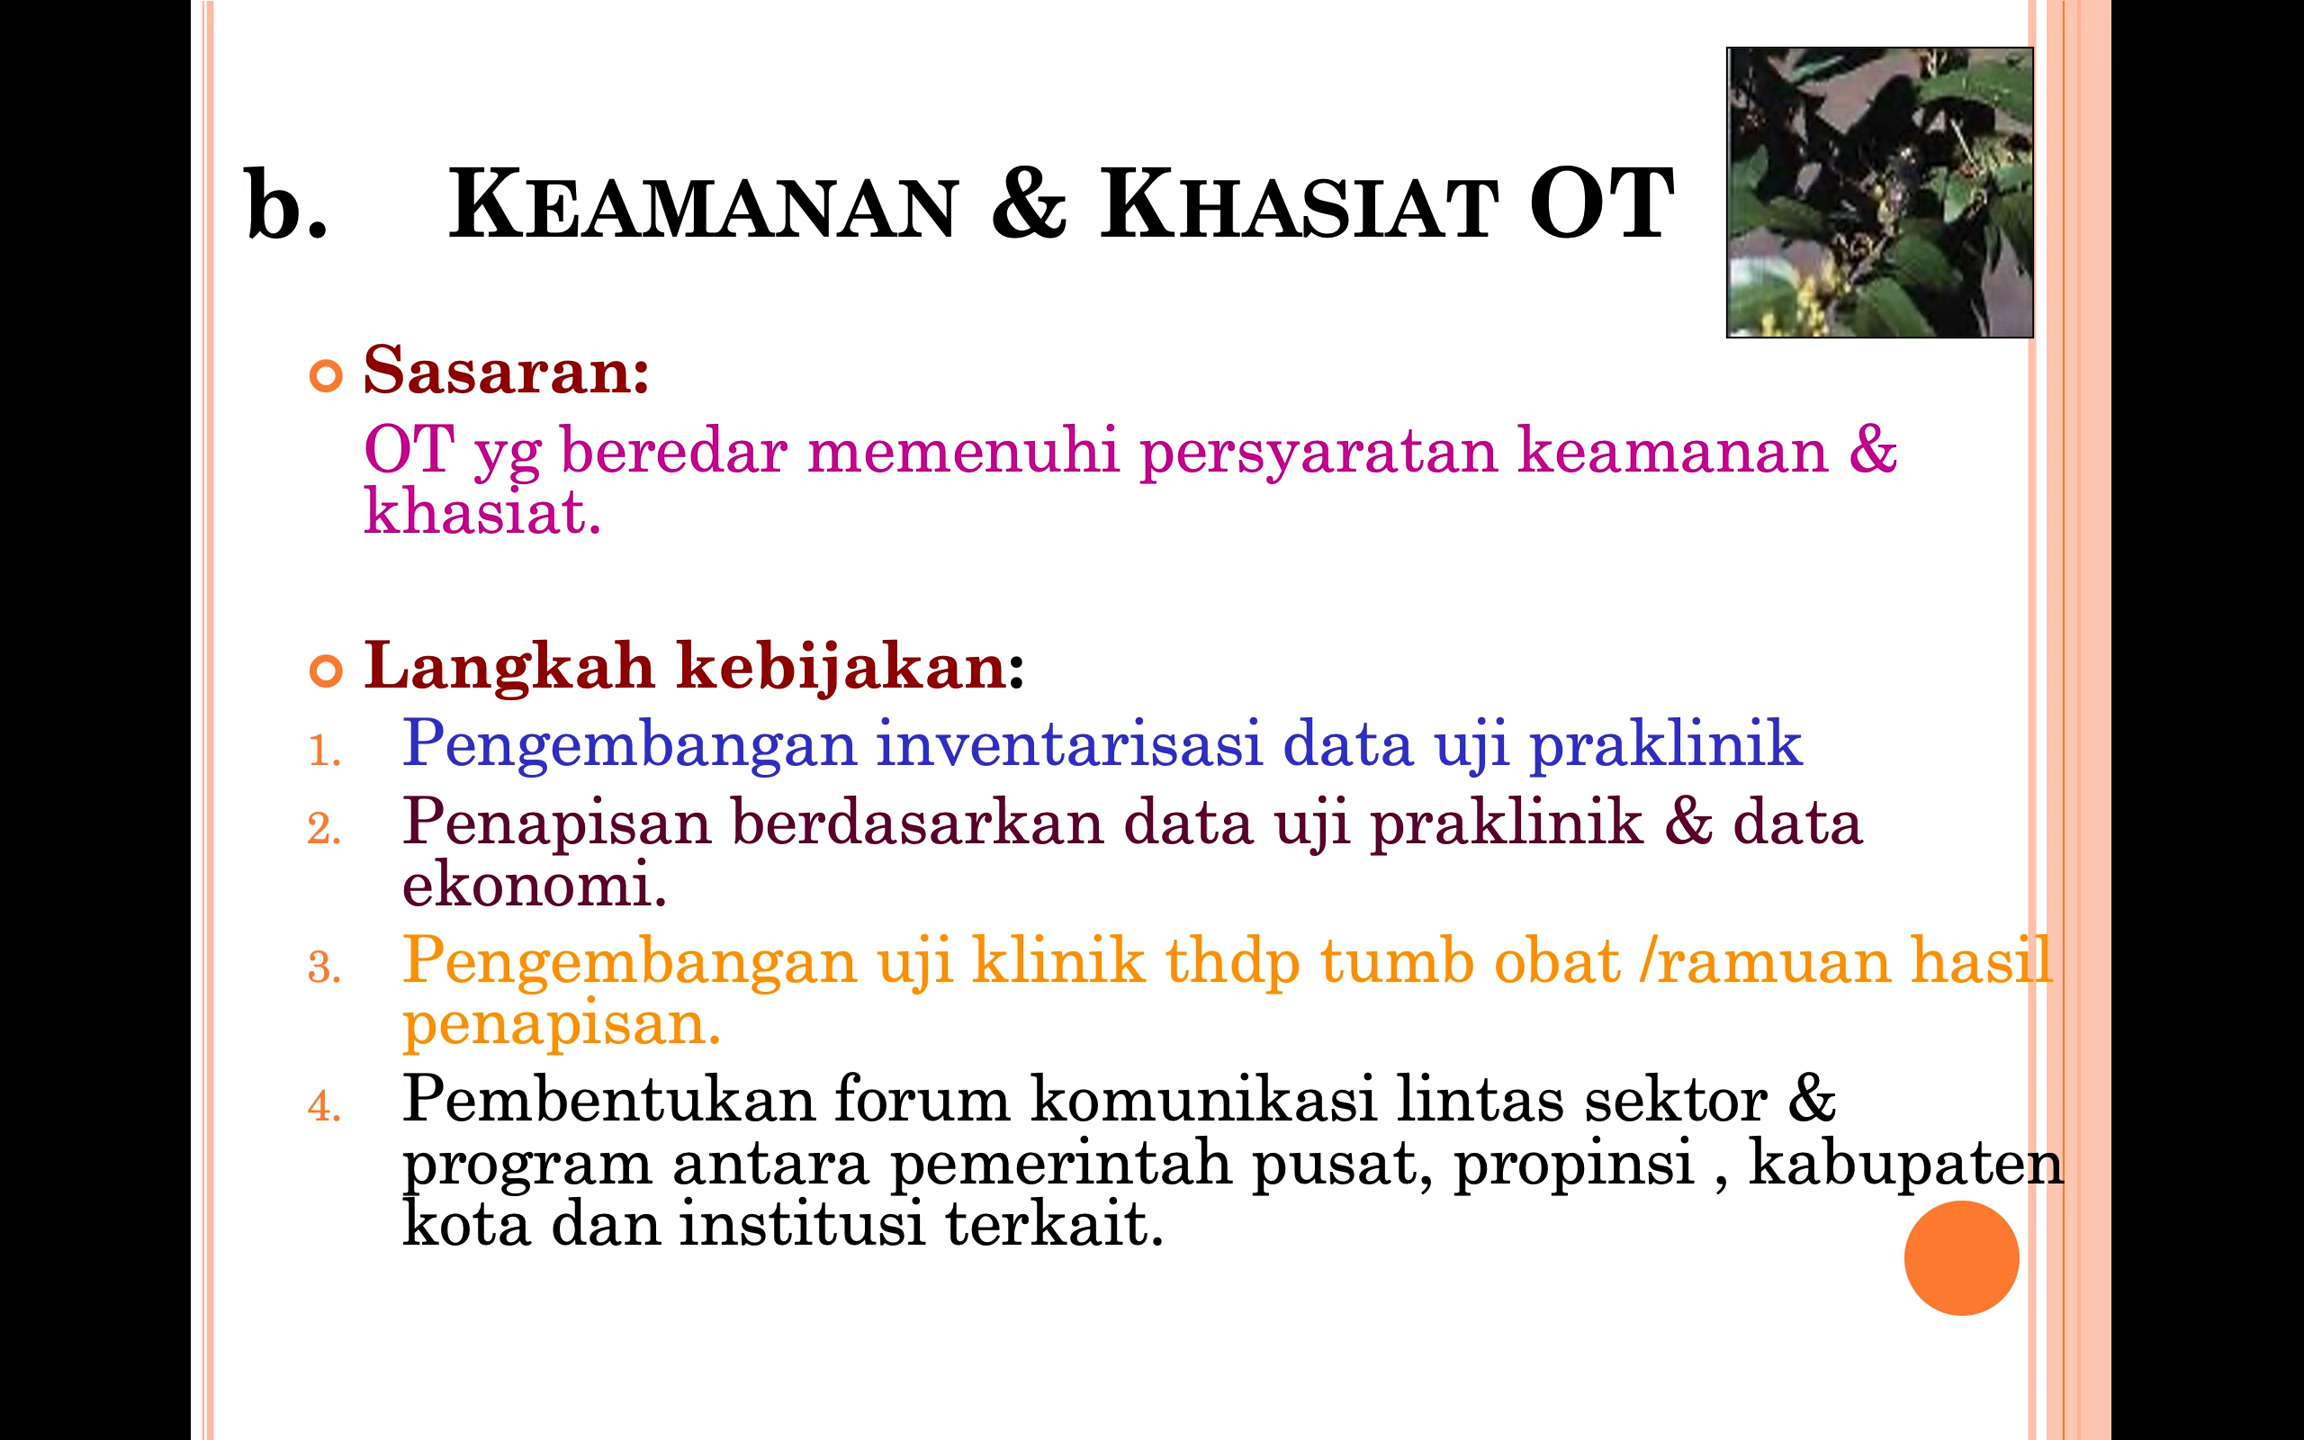 b. KEAMANAN & KHASIAT OT
Sasaran:
OT yg beredar memenuhi persyaratan keamanan &
khasiat.
Langkah kebijakan:
1. Pengembangan inventarisasi data uji praklinik
2. Penapisan berdasarkan data uji praklinik & data
ekonomi.
3. Pengembangan uji klinik thdp tumb obat /ramuan hasil
penapisan.
4. Pembentukan forum komunikasi lintas sektor &
program antara pemerintah pusat, propinsi , kabupaten
kota dan institusi terkait.